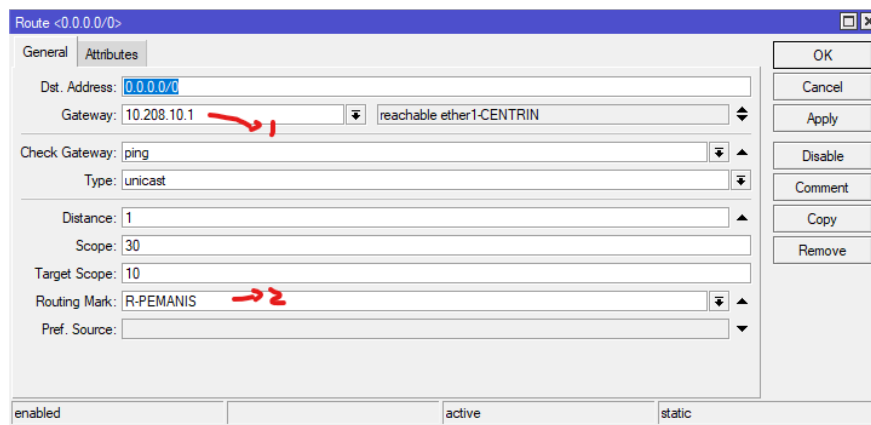 Route <0.0.0.0/0>
General Attributes
Dst. Address: 0.0.0.0/0
Gateway: 10.208.10.1 reachable ether1-CENTRIN
1
Check Gateway: ping
Type: unicast
Distance: 1
Scope: 30
Target Scope: 10
Routing Mark: R-PEMANIS 2
Pref. Source:
OK
Cancel
Apply
Disable
Comment
Copy
Remove
enabled active static